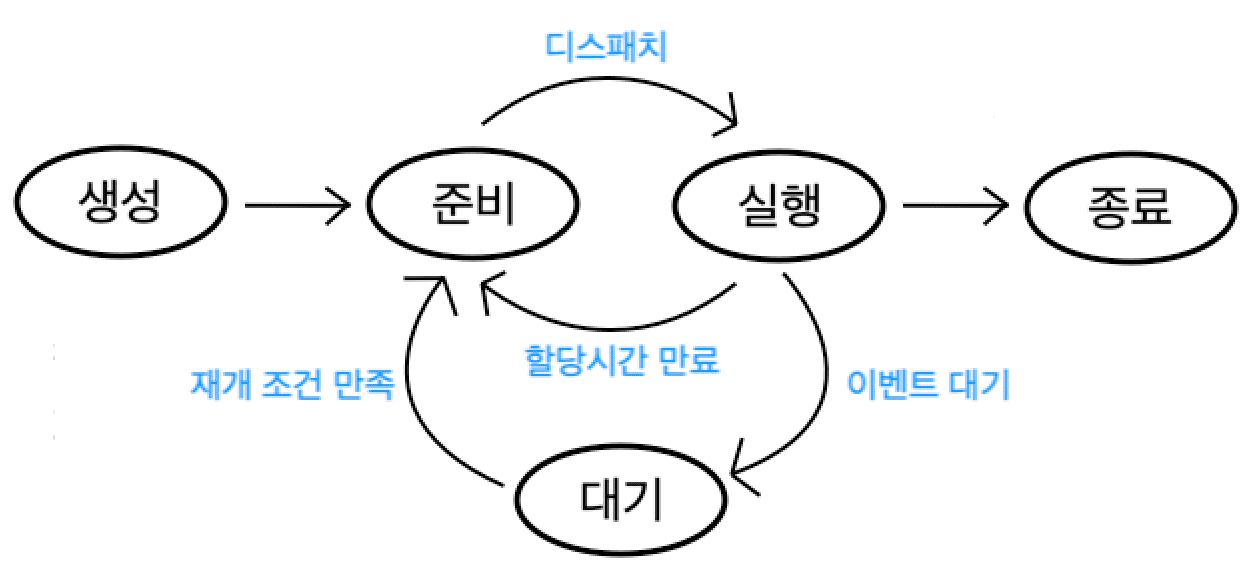 디스패치
생성
준비
실행
종료
할당시간 만료
재개 조건 만족
이벤트 대기
대기